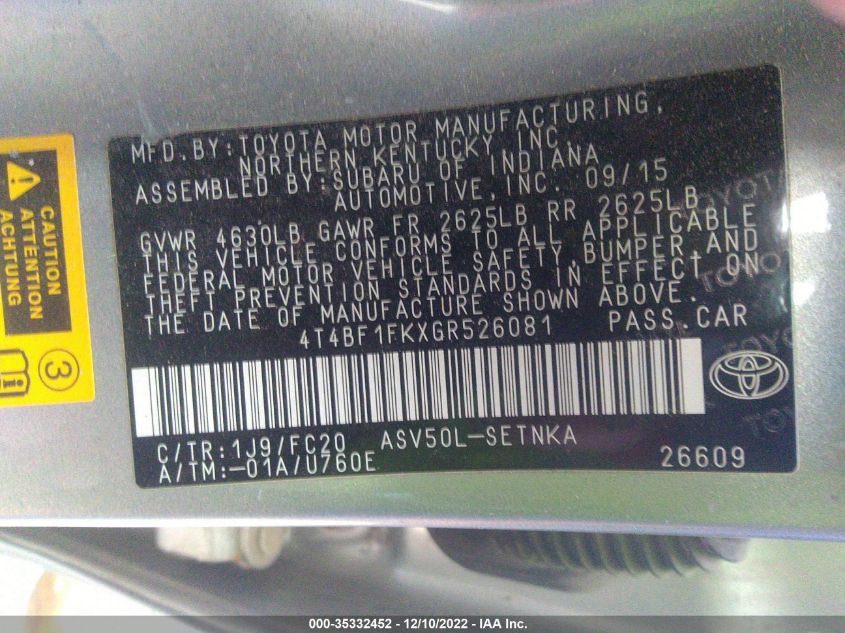 MFD.BY:TOYOTA MOTOR MANUFACTURING,
NORTHERN KENTUCKY INC.
ASSEMBLED BY:SUBARU OF INDIANA
AUTOMOTIVE,INC. 09/15
GVWR 4630LB GAWR FR 2625LB RR 2625LB
THIS VEHICLE CONFORMS TO ALL APPLICABLE
FEDERAL MOTOR VEHICLE SAFETY, BUMPER,AND
THEFT PREVENTION STANDARDS IN EFFECT ON
THE DATE OF MANUFACTURE SHOWN ABOVE.
4T4BF1FKXGR526081 PASS.CAR
C/TR:1J9/FC20 ASV50L-SETNKA
A/TM:-01A/U760E 26609
CAUTION
ATTENTION
ACHTUNG
3
TOYOTA
TOYOTA
TOYOTA
000-35332452 - 12/10/2022 - IAA Inc.